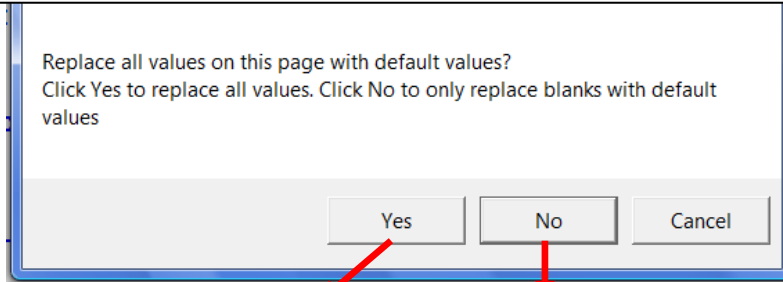 Replace all values on this page with default values?
Click Yes to replace all values. Click No to only replace blanks with default
values
Yes No Cancel